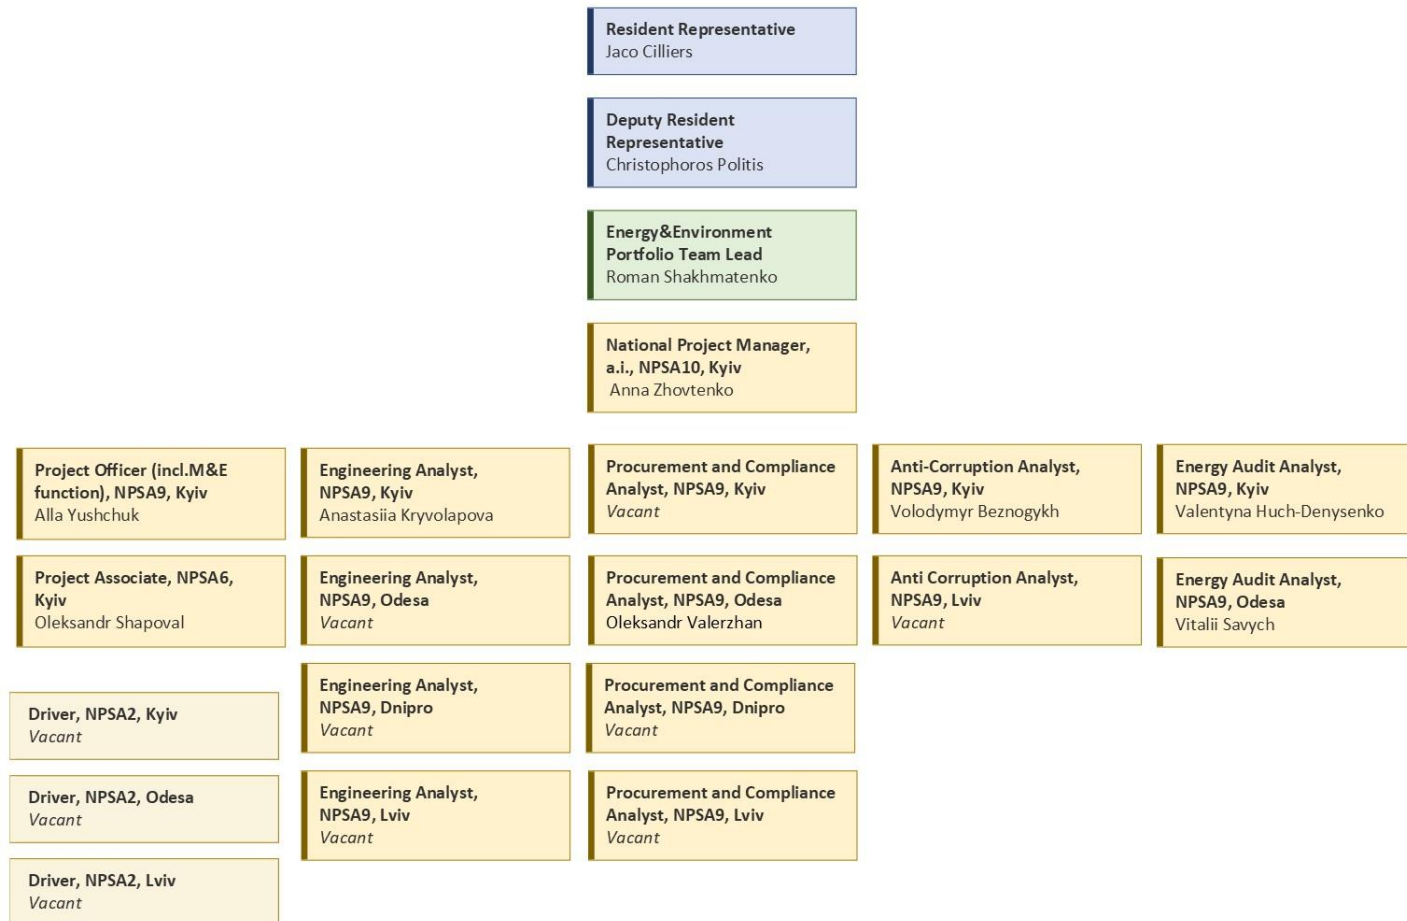 Resident Representative
Jaco Cilliers
Deputy Resident
Representative
Christophoros Politis
Energy&Environment
Portfolio Team Lead
Roman Shakhmatenko
National Project Manager,
a.i., NPSA10, Kyiv
Anna Zhovtenko
Project Officer (incl.M&E
function), NPSA9, Kyiv
Alla Yushchuk
Project Associate, NPSA6,
Kyiv
Oleksandr Shapoval
Driver, NPSA2, Kyiv
Vacant
Driver, NPSA2, Odesa
Vacant
Driver, NPSA2, Lviv
Vacant
Engineering Analyst,
NPSA9, Kyiv
Anastasiia Kryvolapova
Engineering Analyst,
NPSA9, Odesa
Vacant
Engineering Analyst,
NPSA9, Dnipro
Vacant
Engineering Analyst,
NPSA9, Lviv
Vacant
Procurement and Compliance
Analyst, NPSA9, Kyiv
Vacant
Procurement and Compliance
Analyst, NPSA9, Odesa
Oleksandr Valerzhan
Procurement and Compliance
Analyst, NPSA9, Dnipro
Vacant
Procurement and Compliance
Analyst, NPSA9, Lviv
Vacant
Anti-Corruption Analyst,
NPSA9, Kyiv
Volodymyr Beznogykh
Anti Corruption Analyst,
NPSA9, Lviv
Vacant
Energy Audit Analyst,
NPSA9, Kyiv
Valentyna Huch-Denysenko
Energy Audit Analyst,
NPSA9, Odesa
Vitalii Savych